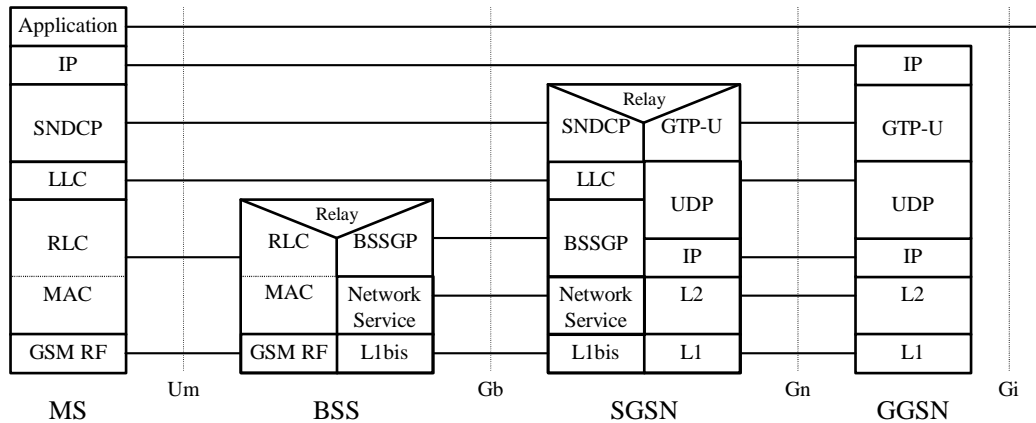 Application
IP
IP
Relay
SNDCP
SNDCP
GTP-U
GTP-U
LLC
LLC
UDP
UDP
Relay
RLC
RLC
BSSGP
BSSGP
IP
IP
MAC
MAC
Network
Service
Network
Service
L2
L2
GSM RF
GSM RF
L1bis
L1bis
L1
L1
Um
Gb
Gn
Gi
MS
BSS
SGSN
GGSN